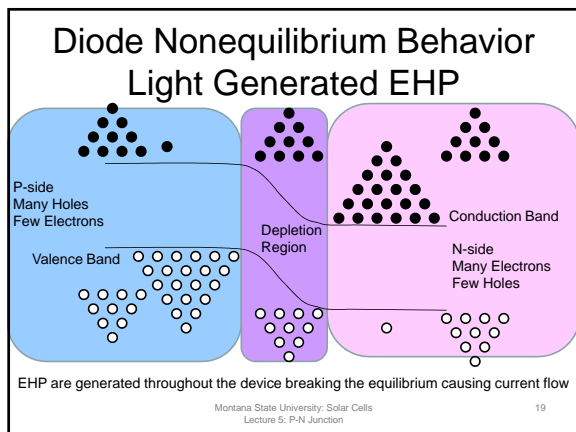 Diode Nonequilibrium Behavior
Light Generated EHP
P-side
Many Holes
Few Electrons
Valence Band
Depletion
Region
Conduction Band
N-side
Many Electrons
Few Holes
EHP are generated throughout the device breaking the equilibrium causing current flow
Montana State University: Solar Cells
Lecture 5: P-N Junction
19